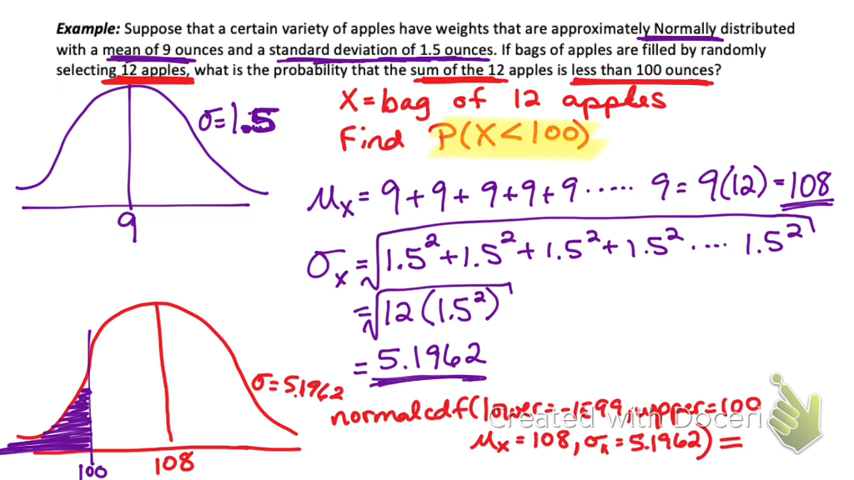 Example: Suppose that a certain variety of apples have weights that are approximately Normally distributed
with a mean of 9 ounces and a standard deviation of 1.5 ounces. If bags of apples are filled by randomly
selecting 12 apples, what is the probability that the sum of the 12 apples is less than 100 ounces?
σ=1.5
9
X=bag of 12 apples
Find P(X<100)
μx = 9+9+9+9+9 ..... 9 = 9(12) = 108
σx = √1.5²+1.5²+1.5²+1.5² .... 1.5²
= √12(1.5²)
= 5.1962
σ=5.1962
100
108
normalcdf(lower=-1E99, upper=100
Created with Doceri
μx=108, σx=5.1962) =